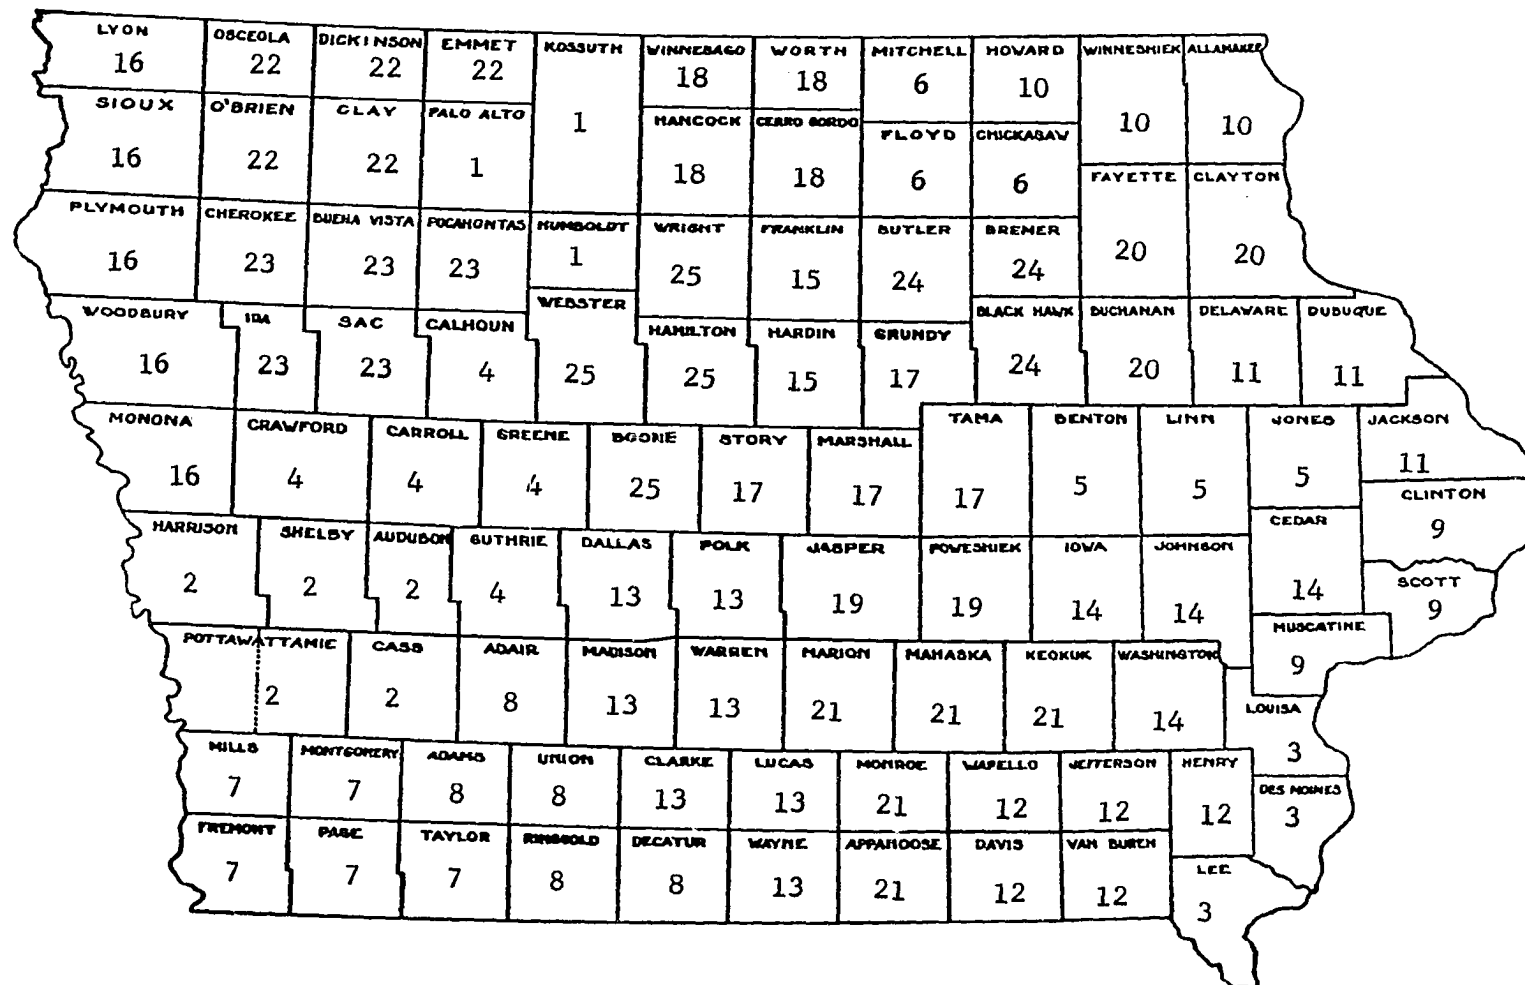 LYON OSCEOLA DICKINSON EMMET KOSSUTH WINNEBAGO WORTH MITCHELL HOWARD WINNESHIEK ALLAMAKEE
16 22 22 22 1 18 18 6 10 10 10
SIOUX O'BRIEN CLAY PALO ALTO HANCOCK CERRO GORDO FLOYD CHICKASAW
16 22 22 1 18 18 6 6
FAYETTE CLAYTON
20 20
PLYMOUTH CHEROKEE BUENA VISTA POCAHONTAS HUMBOLDT WRIGHT FRANKLIN BUTLER BREMER
16 23 23 23 1 25 15 24 24
WOODBURY IDA SAC CALHOUN WEBSTER HAMILTON HARDIN GRUNDY BLACK HAWK BUCHANAN DELAWARE DUBUQUE
16 23 23 4 25 25 15 17 24 20 11 11
MONONA CRAWFORD CARROLL GREENE BOONE STORY MARSHALL TAMA BENTON LINN JONES JACKSON
16 4 4 4 25 17 17 17 5 5 5 11
CLINTON
9
HARRISON SHELBY AUDUBON GUTHRIE DALLAS POLK JASPER POWESHIEK IOWA JOHNSON CEDAR SCOTT
2 2 2 4 13 13 19 19 14 14 14 9
POTTAWATTAMIE CASS ADAIR MADISON WARREN MARION MAHASKA KEOKUK WASHINGTON MUSCATINE
2 2 8 13 13 21 21 21 14 9
LOUISA
3
MILLS MONTGOMERY ADAMS UNION CLARKE LUCAS MONROE WAPELLO JEFFERSON HENRY DES MOINES
7 7 8 8 13 13 21 12 12 12 3
FREMONT PAGE TAYLOR RINGGOLD DECATUR WAYNE APPANOOSE DAVIS VAN BUREN LEE
7 7 7 8 8 13 21 12 12 3